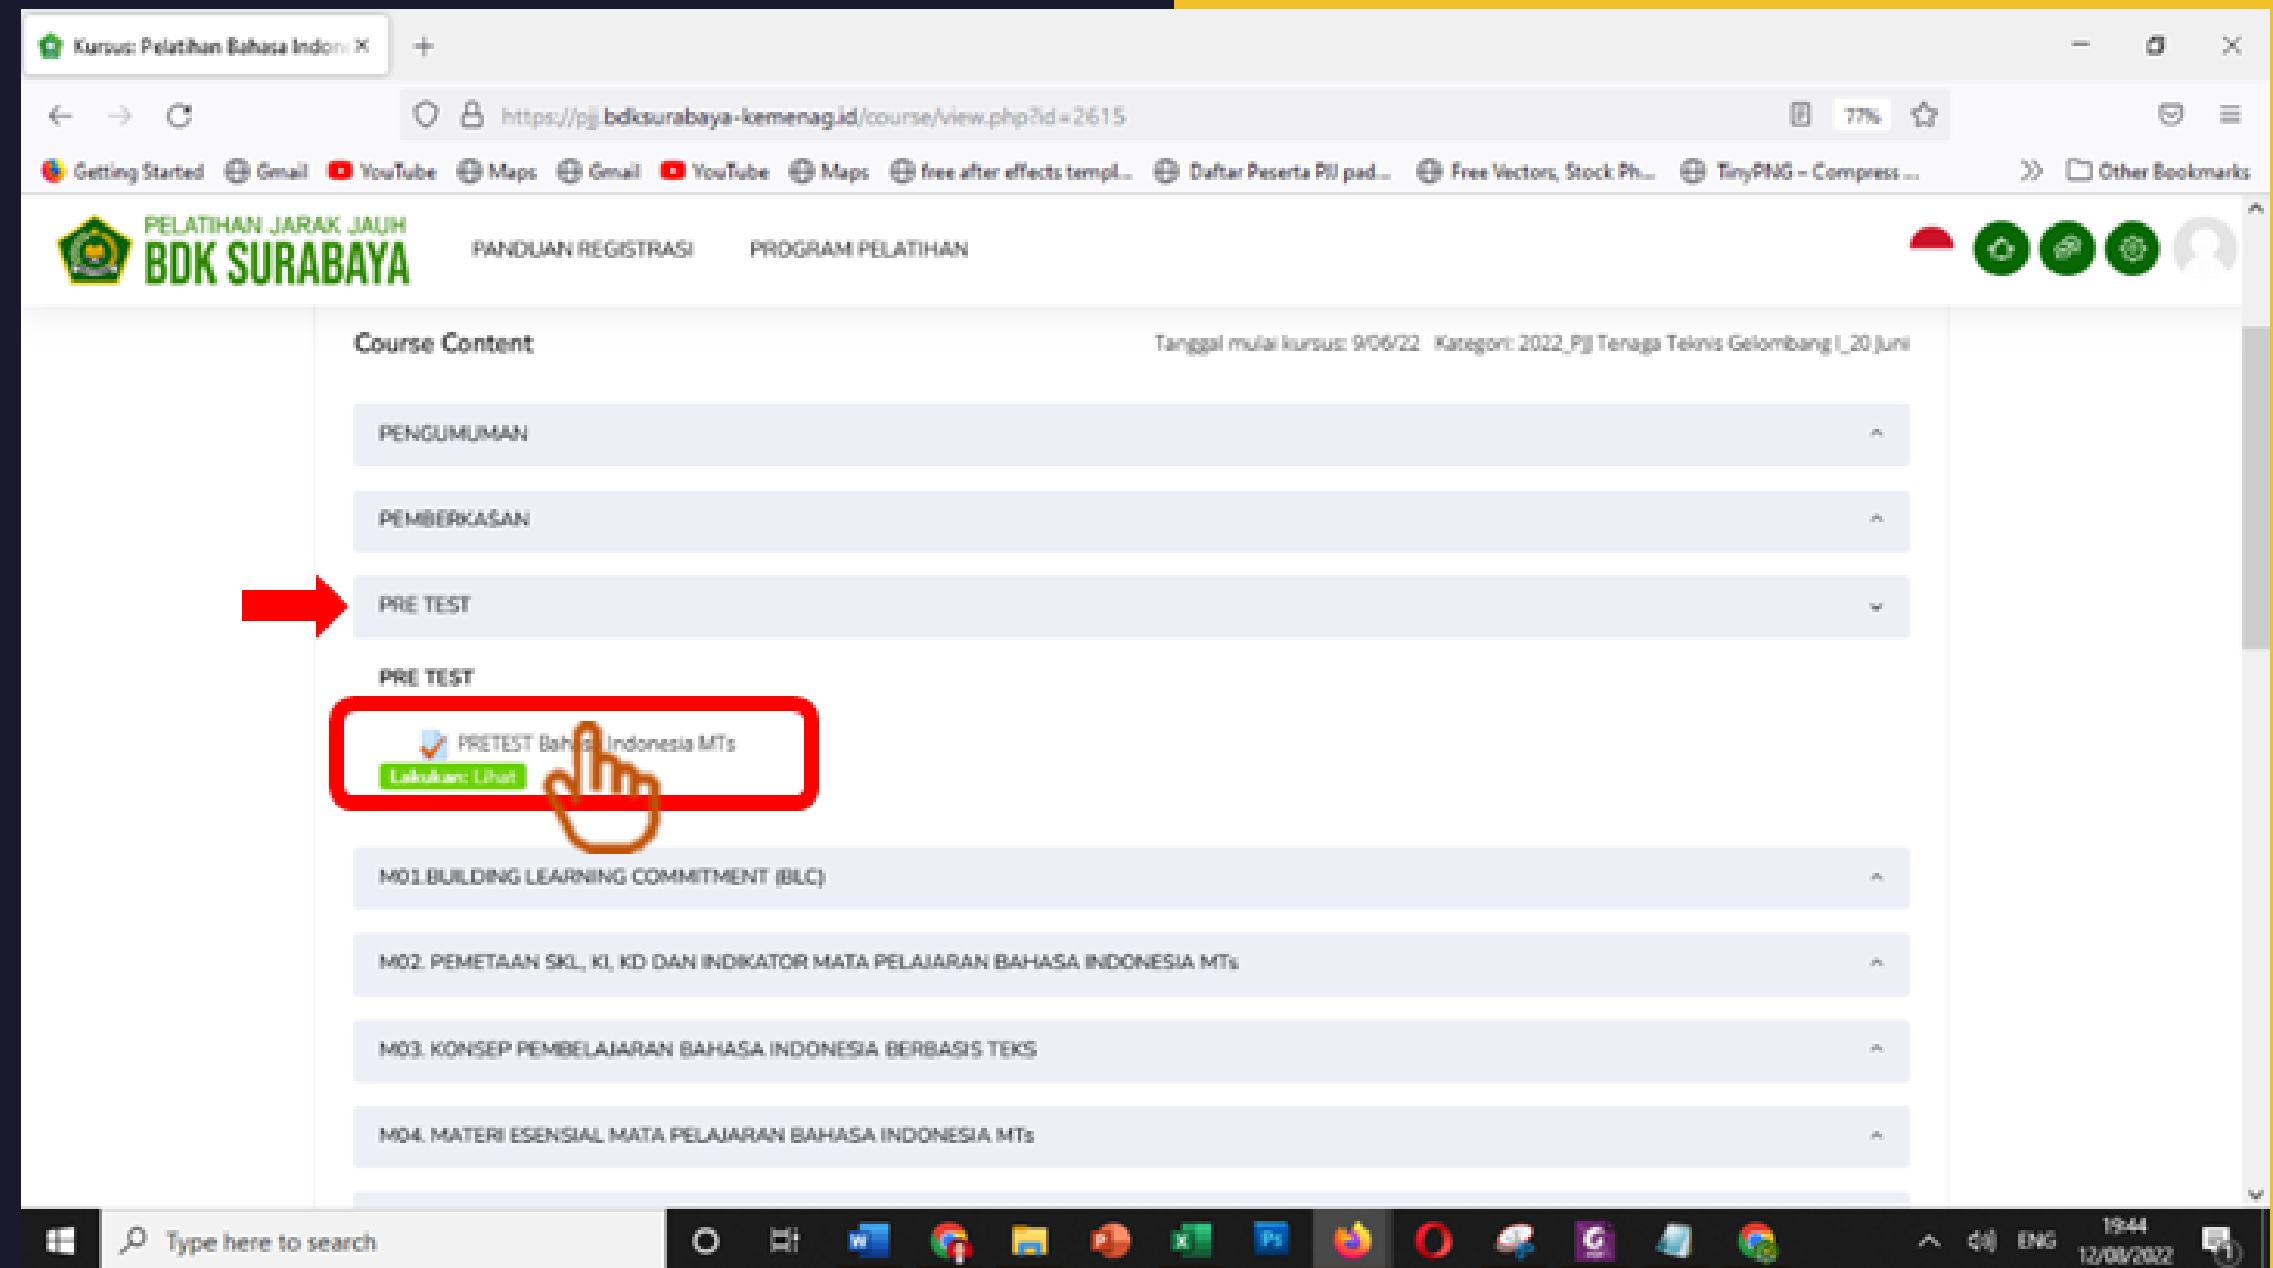 Kursus: Pelatihan Bahasa Indon
https://pjj.bdksurabaya-kemenag.id/course/view.php?id=2615
77%
Getting Started Gmail YouTube Maps Gmail YouTube Maps free after effects templ... Daftar Peserta PJJ pad... Free Vectors, Stock Ph... TinyPNG – Compress ... Other Bookmarks
PELATIHAN JARAK JAUH
BDK SURABAYA
PANDUAN REGISTRASI PROGRAM PELATIHAN
Course Content
Tanggal mulai kursus: 9/06/22 Kategori: 2022_PJJ Tenaga Teknis Gelombang I_20 Juni
PENGUMUMAN
PEMBERKASAN
PRE TEST
PRE TEST
PRETEST Bahasa Indonesia MTs
Lakukan: Lihat
M01.BUILDING LEARNING COMMITMENT (BLC)
M02. PEMETAAN SKL, KI, KD DAN INDIKATOR MATA PELAJARAN BAHASA INDONESIA MTs
M03. KONSEP PEMBELAJARAN BAHASA INDONESIA BERBASIS TEKS
M04. MATERI ESENSIAL MATA PELAJARAN BAHASA INDONESIA MTs
Type here to search
ENG
19:44
12/08/2022